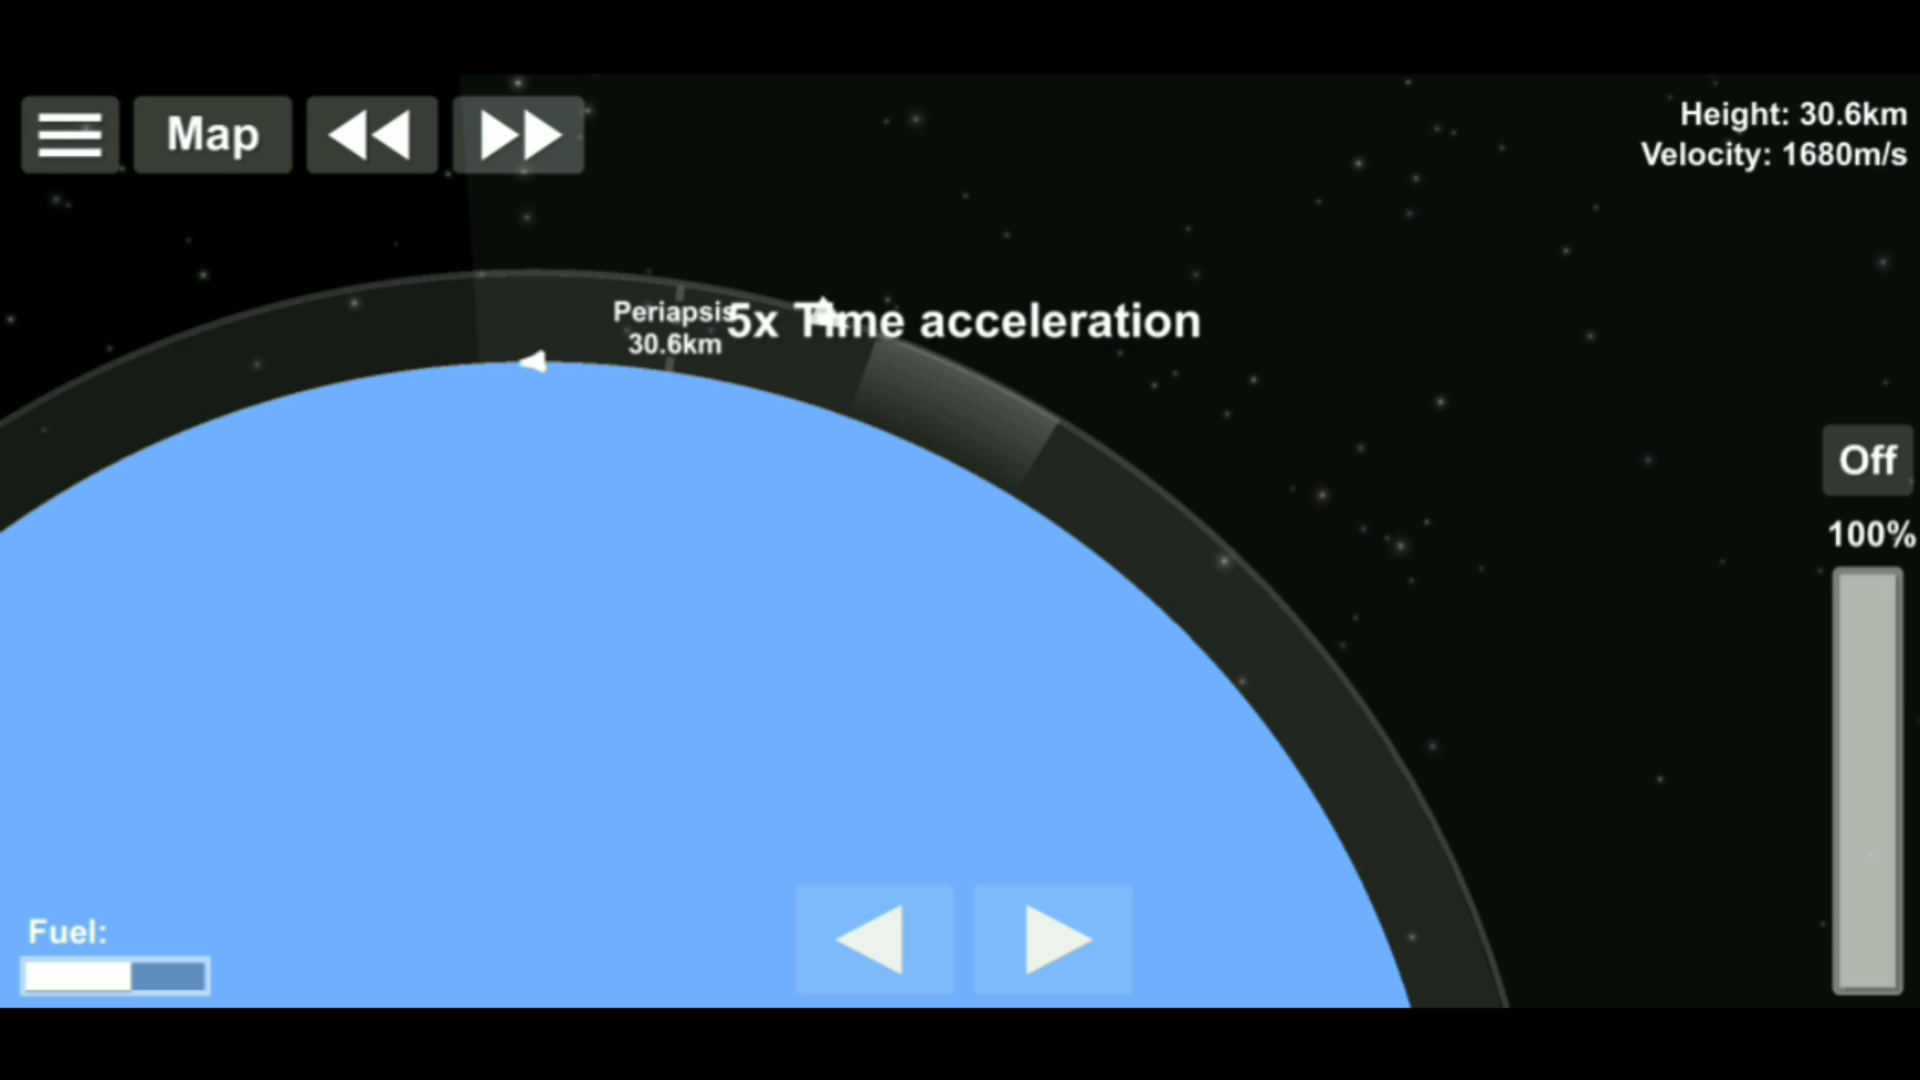 Map
Height: 30.6km
Velocity: 1680m/s
Periapsis
30.6km
5x Time acceleration
Off
100%
Fuel: